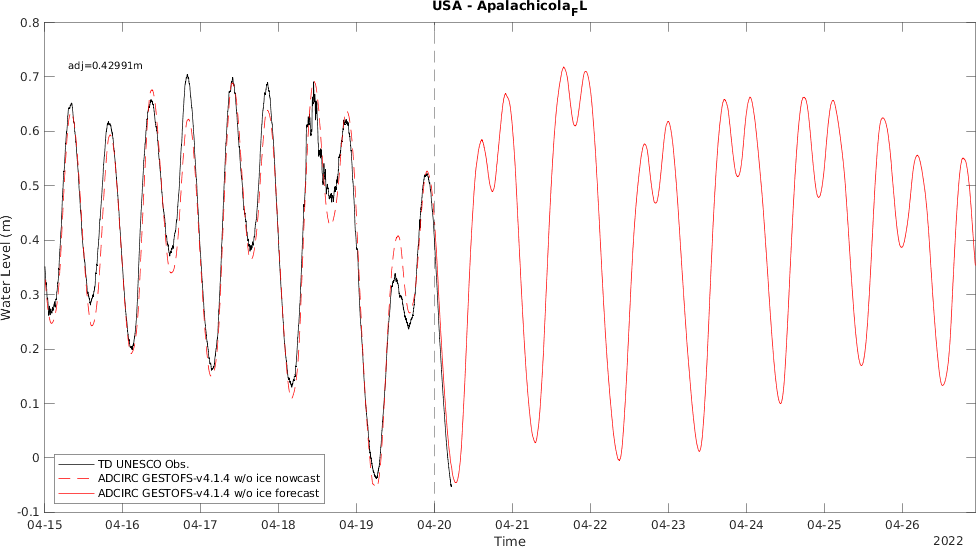 USA - Apalachicola_FL
0.8
0.7
adj=0.42991m
0.6
0.5
0.4
Water Level (m)
0.3
0.2
0.1
0
-0.1
TD UNESCO Obs.
ADCIRC GESTOFS-v4.1.4 w/o ice nowcast
ADCIRC GESTOFS-v4.1.4 w/o ice forecast
04-15 04-16 04-17 04-18 04-19 04-20 04-21 04-22 04-23 04-24 04-25 04-26
Time
2022